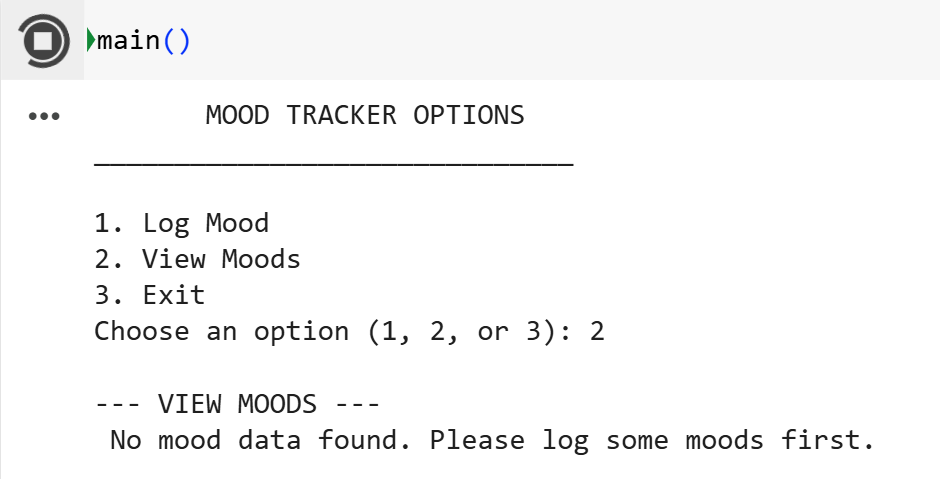 main()
MOOD TRACKER OPTIONS
______________________________
1. Log Mood
2. View Moods
3. Exit
Choose an option (1, 2, or 3): 2
--- VIEW MOODS ---
No mood data found. Please log some moods first.